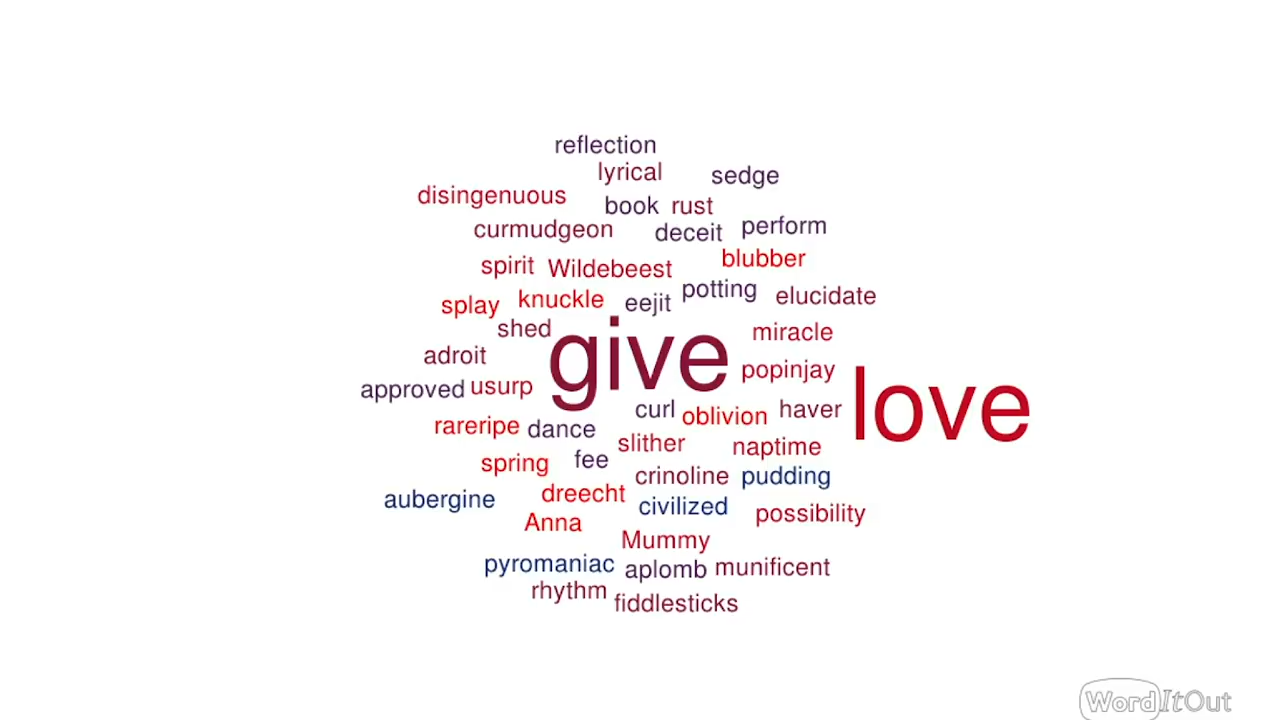 reflection
lyrical
sedge
disingenuous
book rust
curmudgeon
deceit perform
spirit Wildebeest
blubber
splay knuckle eejit potting elucidate
shed
give
miracle
adroit
popinjay
approved usurp
love
curl oblivion haver
rareripe dance
slither naptime
spring fee
crinoline pudding
aubergine dreecht civilized possibility
Anna
Mummy
pyromaniac aplomb munificent
rhythm fiddlesticks
WordItOut